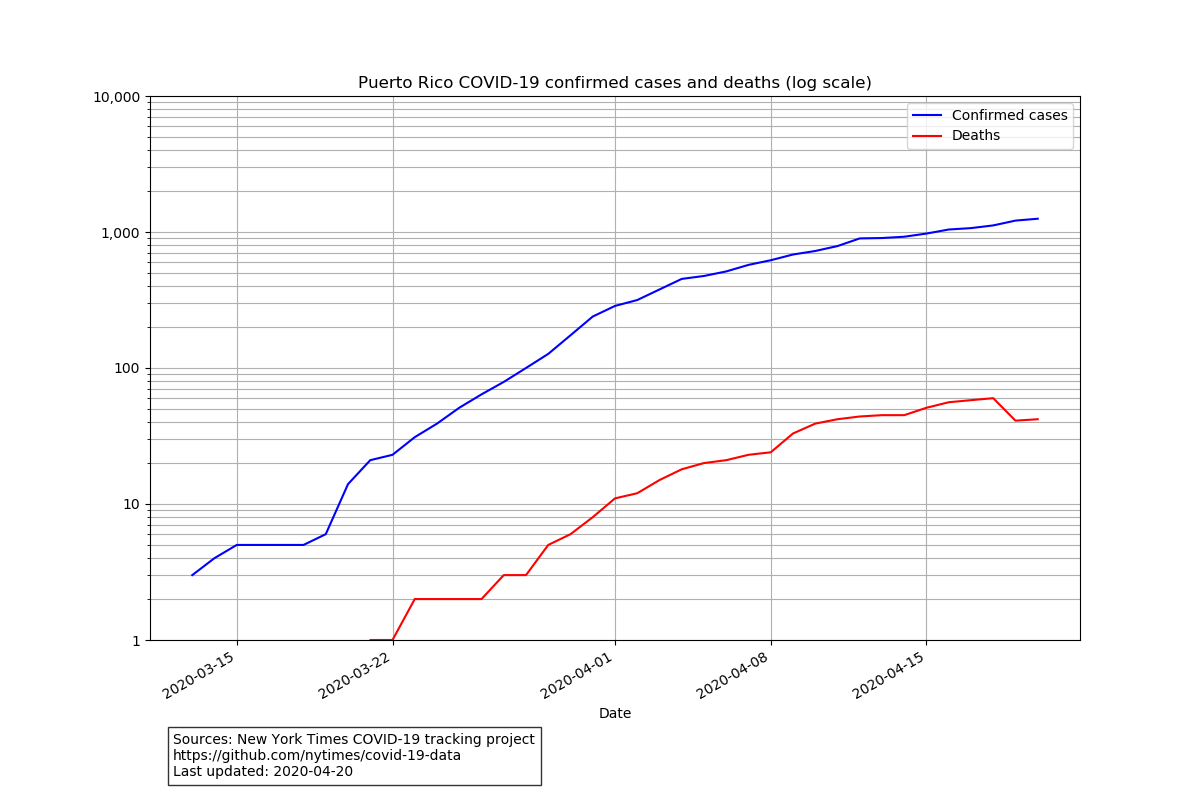 Puerto Rico COVID-19 confirmed cases and deaths (log scale)
10,000
1,000
100
10
1
Confirmed cases
Deaths
2020-03-15
2020-03-22
2020-04-01
2020-04-08
2020-04-15
Date
Sources: New York Times COVID-19 tracking project
https://github.com/nytimes/covid-19-data
Last updated: 2020-04-20